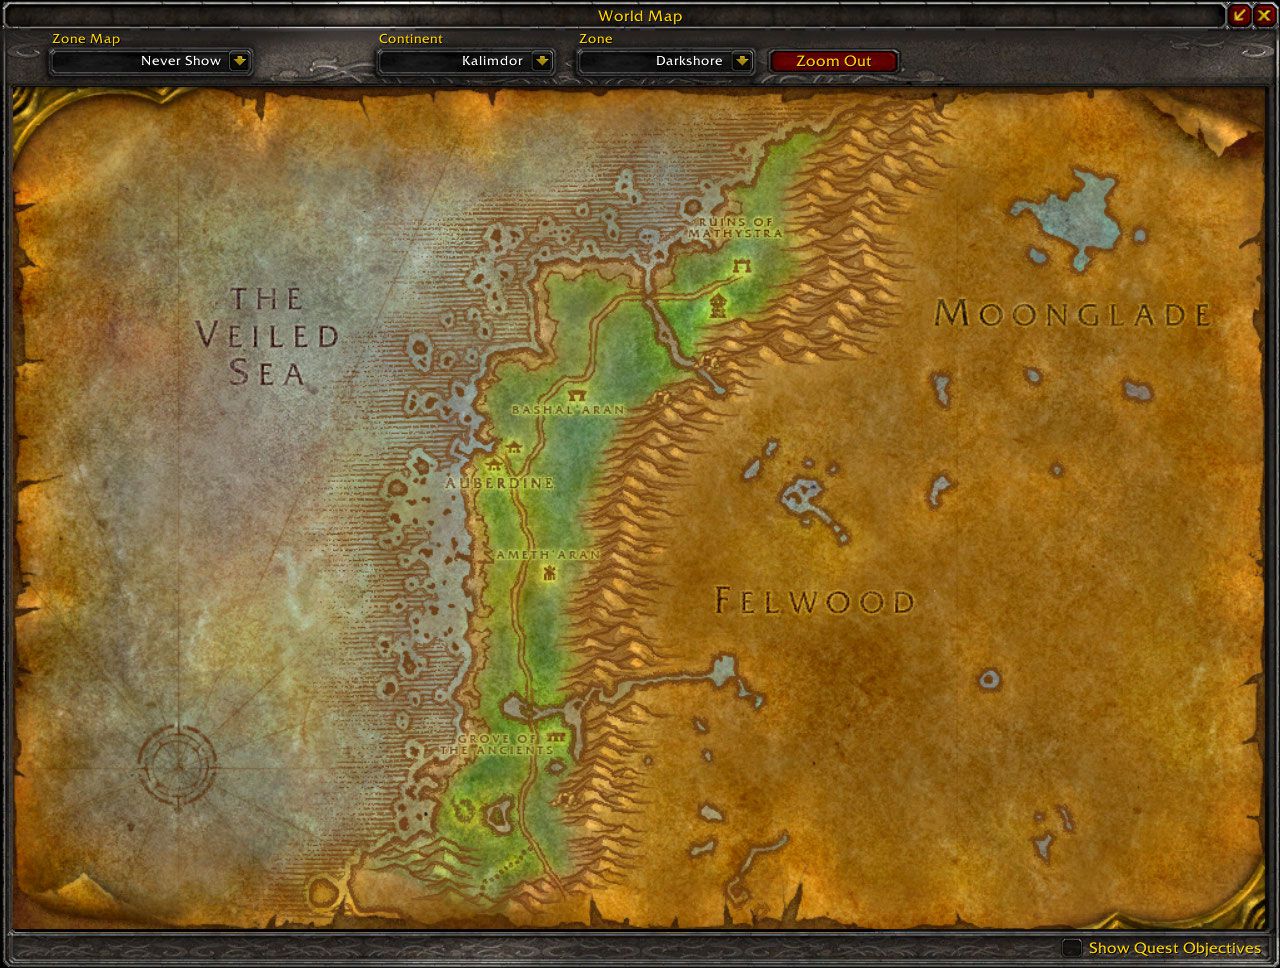 World Map
Zone Map
Continent
Zone
Never Show
Kalimdor
Darkshore
Zoom Out
RUINS OF
MATHYSTRA
THE
VEILED
SEA
MOONGLADE
BASHAL'ARAN
AUBERDINE
AMETH'ARAN
FELWOOD
GROVE OF
THE ANCIENTS
Show Quest Objectives